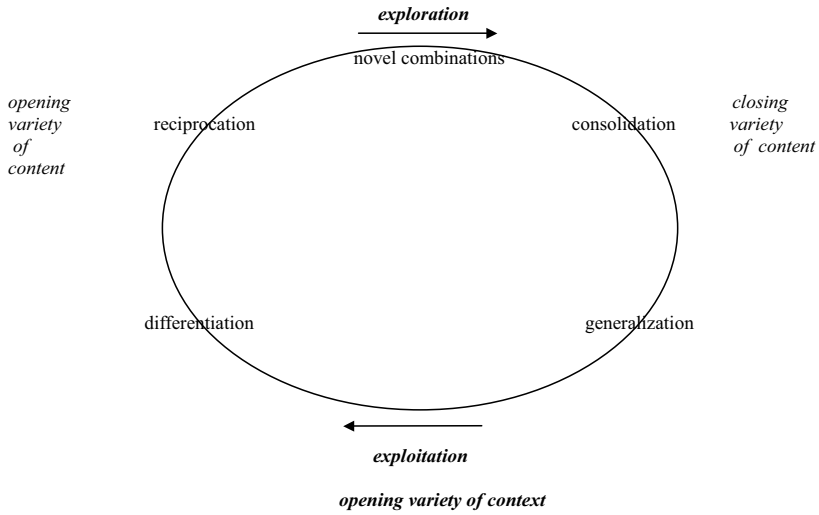 exploration
novel combinations
opening
variety
of
content
reciprocation
consolidation
closing
variety
of content
differentiation
generalization
exploitation
opening variety of context